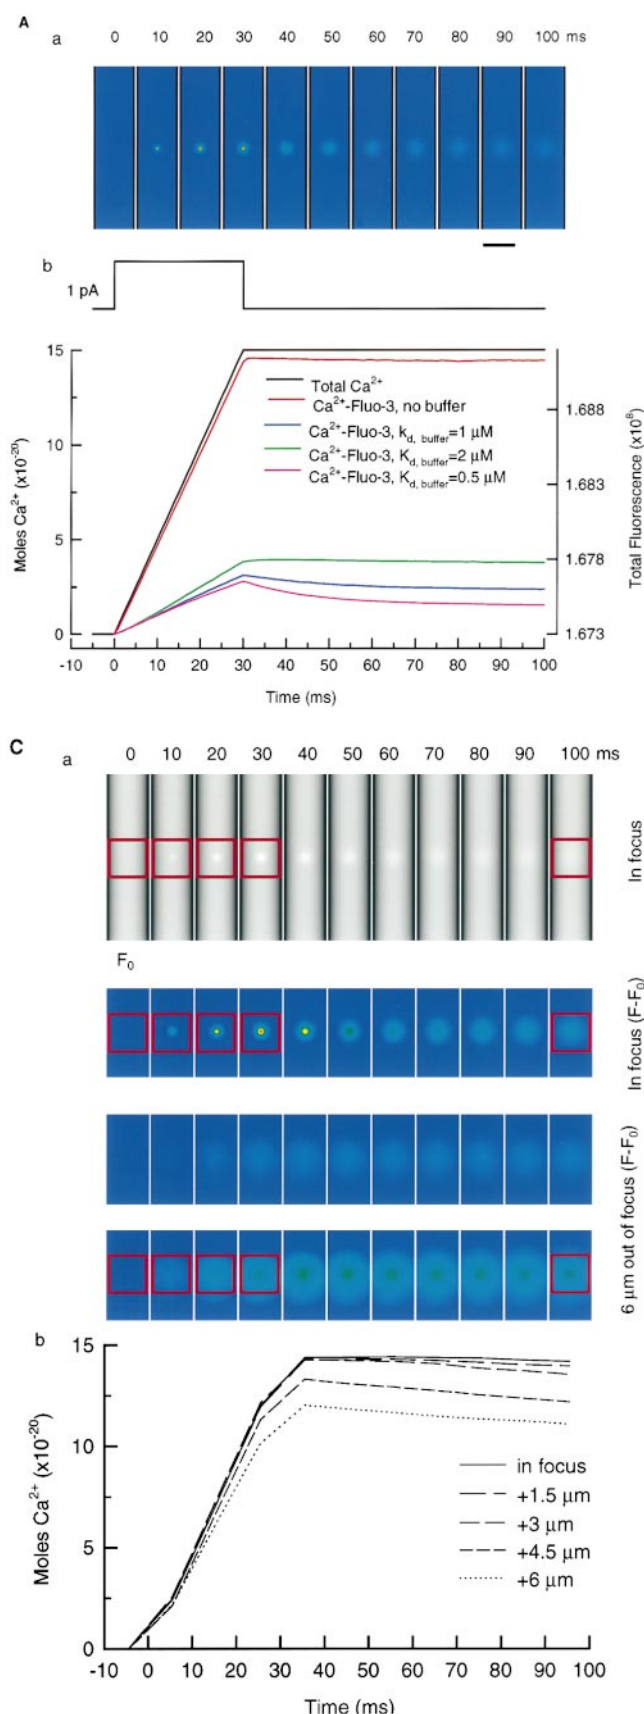 A
a
0 10 20 30 40 50 60 70 80 90 100 ms
b
1 pA
15
10
5
0
Moles Ca²⁺ (x10⁻²⁰)
Total Ca²⁺
Ca²⁺-Fluo-3, no buffer
Ca²⁺-Fluo-3, k_d, buffer=1 µM
Ca²⁺-Fluo-3, K_d, buffer=2 µM
Ca²⁺-Fluo-3, K_d, buffer=0.5 µM
1.688
1.683
1.678
1.673
Total Fluorescence (x10⁸)
-10 0 10 20 30 40 50 60 70 80 90 100
Time (ms)
C
a
0 10 20 30 40 50 60 70 80 90 100 ms
In focus
F₀
In focus (F-F₀)
6 µm out of focus (F-F₀)
b
15
10
5
0
Moles Ca²⁺ (x10⁻²⁰)
in focus
+1.5 µm
+3 µm
+4.5 µm
+6 µm
-10 0 10 20 30 40 50 60 70 80 90 100
Time (ms)